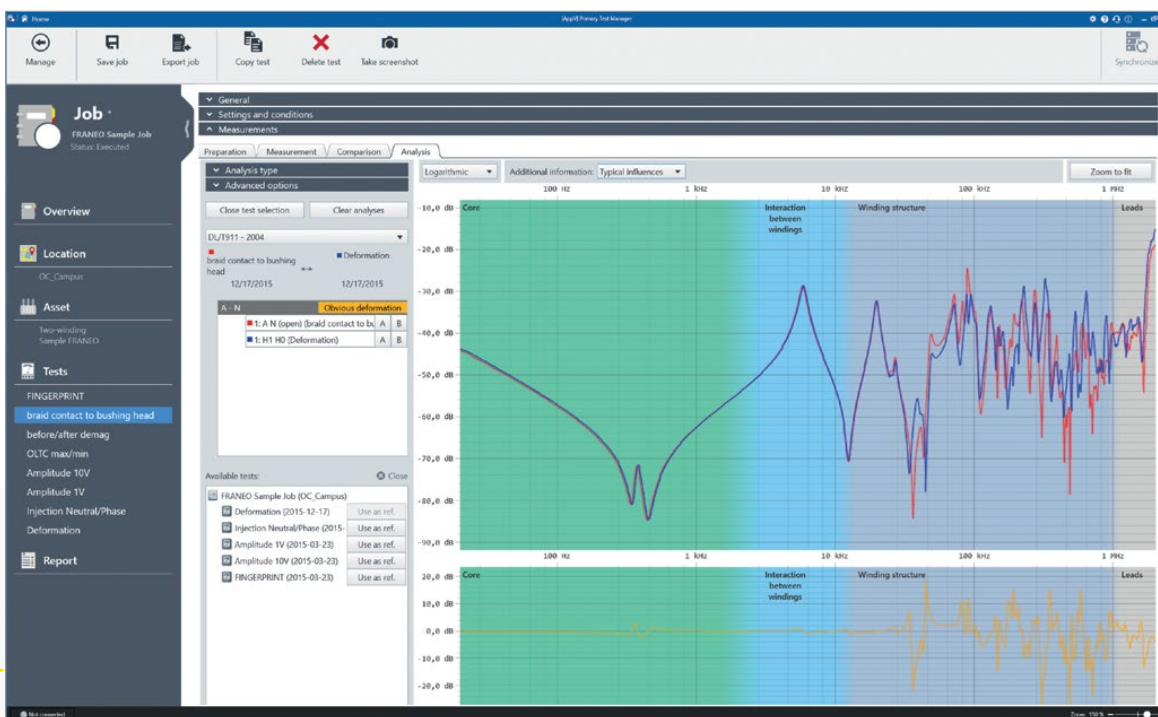 Home
[AppV] Primary Test Manager
Manage
Save job
Export job
Copy test
Delete test
Take screenshot
Synchronize
Job
FRANEO Sample Job
Status: Executed
Overview
Location
OC_Campus
Asset
Two-winding
Sample FRANEO
Tests
FINGERPRINT
braid contact to bushing head
before/after demag
OLTC max/min
Amplitude 10V
Amplitude 1V
Injection Neutral/Phase
Deformation
Report
General
Settings and conditions
Measurements
Preparation
Measurement
Comparison
Analysis
Analysis type
Advanced options
Close test selection
Clear analyses
DL/T911 - 2004
braid contact to bushing
head
Deformation
12/17/2015
12/17/2015
A - N
Obvious deformation
1: A N (open) (braid contact to bu
A
B
1: H1 H0 (Deformation)
A
B
Available tests:
Close
FRANEO Sample Job (OC_Campus)
Deformation (2015-12-17)
Use as ref.
Injection Neutral/Phase (2015-
Use as ref.
Amplitude 1V (2015-03-23)
Use as ref.
Amplitude 10V (2015-03-23)
Use as ref.
FINGERPRINT (2015-03-23)
Use as ref.
Logarithmic
Additional information:
Typical influences
Zoom to fit
100 Hz
1 kHz
10 kHz
100 kHz
1 MHz
-10,0 dB
Core
Interaction
between
windings
Winding structure
Leads
-20,0 dB
-30,0 dB
-40,0 dB
-50,0 dB
-60,0 dB
-70,0 dB
-80,0 dB
-90,0 dB
100 Hz
1 kHz
10 kHz
100 kHz
1 MHz
20,0 dB
Core
Interaction
between
windings
Winding structure
Leads
10,0 dB
0,0 dB
-10,0 dB
-20,0 dB
Not connected
Zoom: 150 %